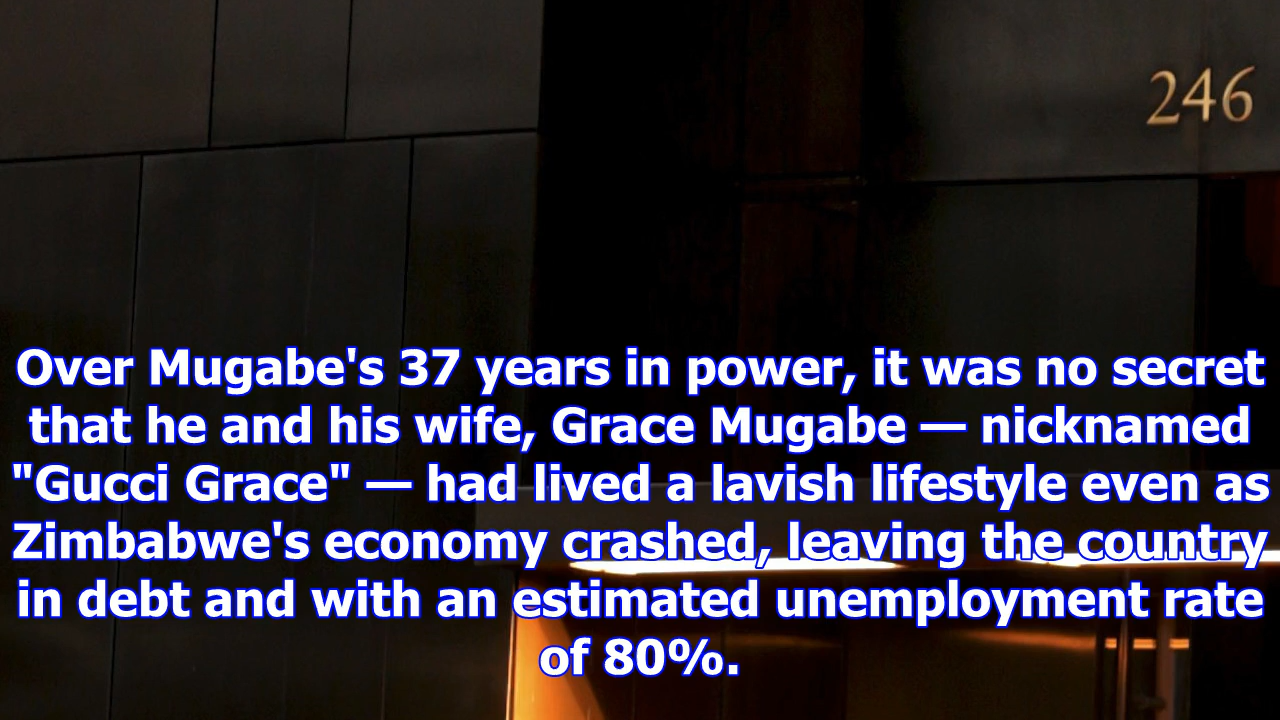 246
Over Mugabe's 37 years in power, it was no secret
that he and his wife, Grace Mugabe — nicknamed
"Gucci Grace" — had lived a lavish lifestyle even as
Zimbabwe's economy crashed, leaving the country
in debt and with an estimated unemployment rate
of 80%.